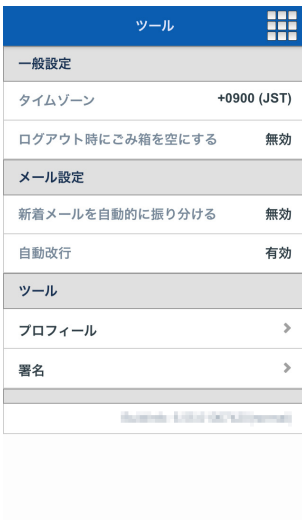 ツール
一般設定
タイムゾーン +0900 (JST)
ログアウト時にごみ箱を空にする 無効
メール設定
新着メールを自動的に振り分ける 無効
自動改行 有効
ツール
プロフィール
署名